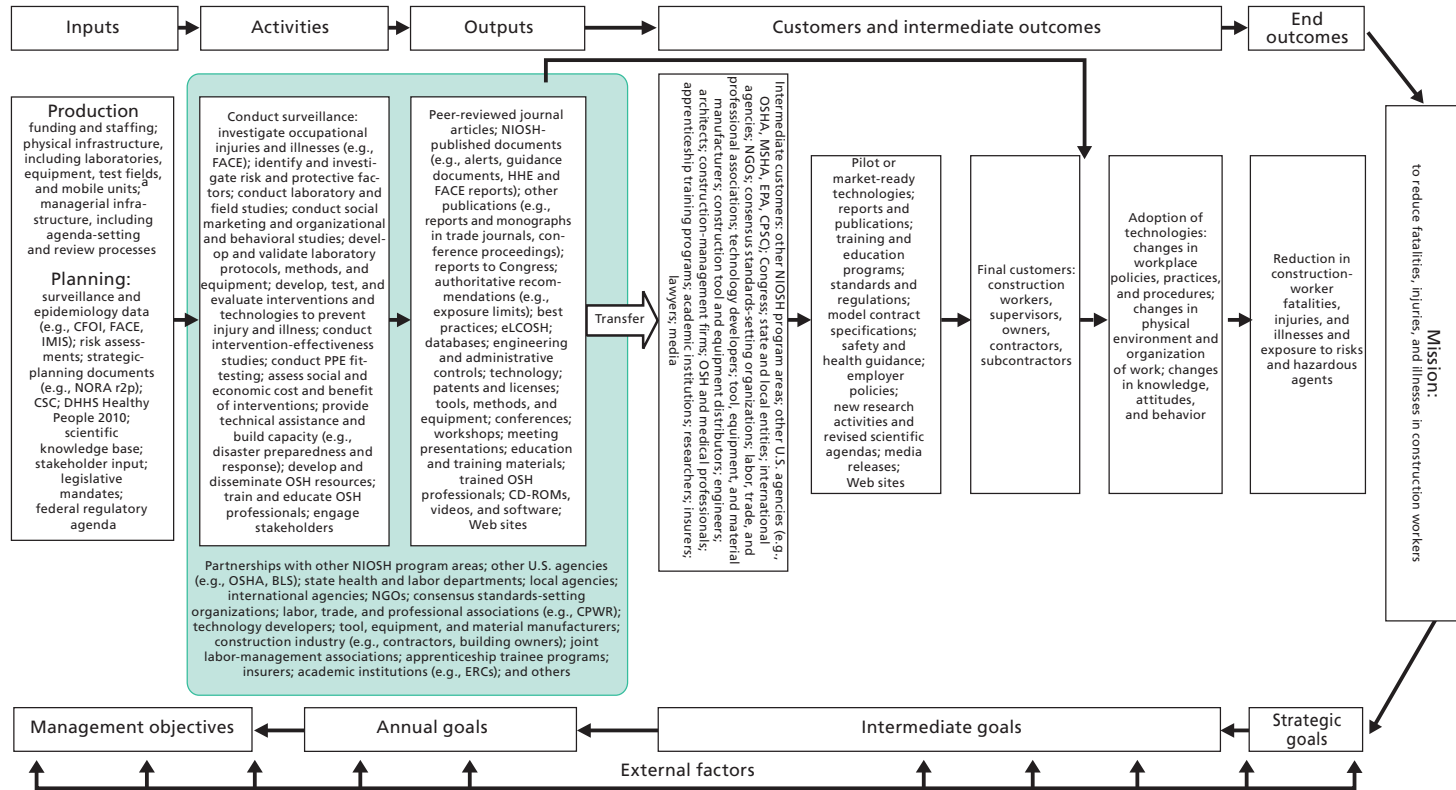 Inputs
Activities
Outputs
Customers and intermediate outcomes
End
outcomes
Production
funding and staffing;
physical infrastructure,
including laboratories,
equipment, test fields,
and mobile units;a
managerial infra-
structure, including
agenda-setting
and review processes
Planning:
surveillance and
epidemiology data
(e.g., CFOI, FACE,
IMIS); risk assess-
ments; strategic-
planning documents
(e.g., NORA r2p);
CSC; DHHS Healthy
People 2010;
scientific
knowledge base;
stakeholder input;
legislative
mandates;
federal regulatory
agenda
Conduct surveillance:
investigate occupational
injuries and illnesses (e.g.,
FACE); identify and investi-
gate risk and protective fac-
tors; conduct laboratory and
field studies; conduct social
marketing and organizational
and behavioral studies; devel-
op and validate laboratory
protocols, methods, and
equipment; develop, test, and
evaluate interventions and
technologies to prevent
injury and illness; conduct
intervention-effectiveness
studies; conduct PPE fit-
testing; assess social and
economic cost and benefit
of interventions; provide
technical assistance and
build capacity (e.g.,
disaster preparedness and
response); develop and
disseminate OSH resources;
train and educate OSH
professionals; engage
stakeholders
Peer-reviewed journal
articles; NIOSH-
published documents
(e.g., alerts, guidance
documents, HHE and
FACE reports); other
publications (e.g.,
reports and monographs
in trade journals, con-
ference proceedings);
reports to Congress;
authoritative recom-
mendations (e.g.,
exposure limits); best
practices; eLCOSH;
databases; engineering
and administrative
controls; technology;
patents and licenses;
tools, methods, and
equipment; conferences;
workshops; meeting
presentations; education
and training materials;
trained OSH
professionals; CD-ROMs,
videos, and software;
Web sites
Partnerships with other NIOSH program areas; other U.S. agencies
(e.g., OSHA, BLS); state health and labor departments; local agencies;
international agencies; NGOs; consensus standards-setting
organizations; labor, trade, and professional associations (e.g., CPWR);
technology developers; tool, equipment, and material manufacturers;
construction industry (e.g., contractors, building owners); joint
labor-management associations; apprenticeship trainee programs;
insurers; academic institutions (e.g., ERCs); and others
Transfer
Intermediate customers: other NIOSH program areas; other U.S. agencies (e.g.,
OSHA, MSHA, EPA, CPSC); Congress; state and local entities; international
agencies; NGOs; consensus standards-setting organizations; labor, trade, and
professional associations; technology developers; tool, equipment, and material
manufacturers; construction tool and equipment distributors; engineers;
architects; construction-management firms; OSH and medical professionals;
apprenticeship training programs; academic institutions; researchers; insurers;
lawyers; media
Pilot or
market-ready
technologies;
reports and
publications;
training and
education
programs;
standards and
regulations;
model contract
specifications;
safety and
health guidance;
employer
policies;
new research
activities and
revised scientific
agendas; media
releases;
Web sites
Final customers:
construction
workers,
supervisors,
owners,
contractors,
subcontractors
Adoption of
technologies:
changes in
workplace
policies, practices,
and procedures;
changes in
physical
environment and
organization
of work; changes
in knowledge,
attitudes,
and behavior
Reduction in
construction-
worker
fatalities,
injuries, and
illnesses and
exposure to risks
and hazardous
agents
Mission:
to reduce fatalities, injuries, and illnesses in construction workers
Management objectives
Annual goals
Intermediate goals
Strategic
goals
External factors